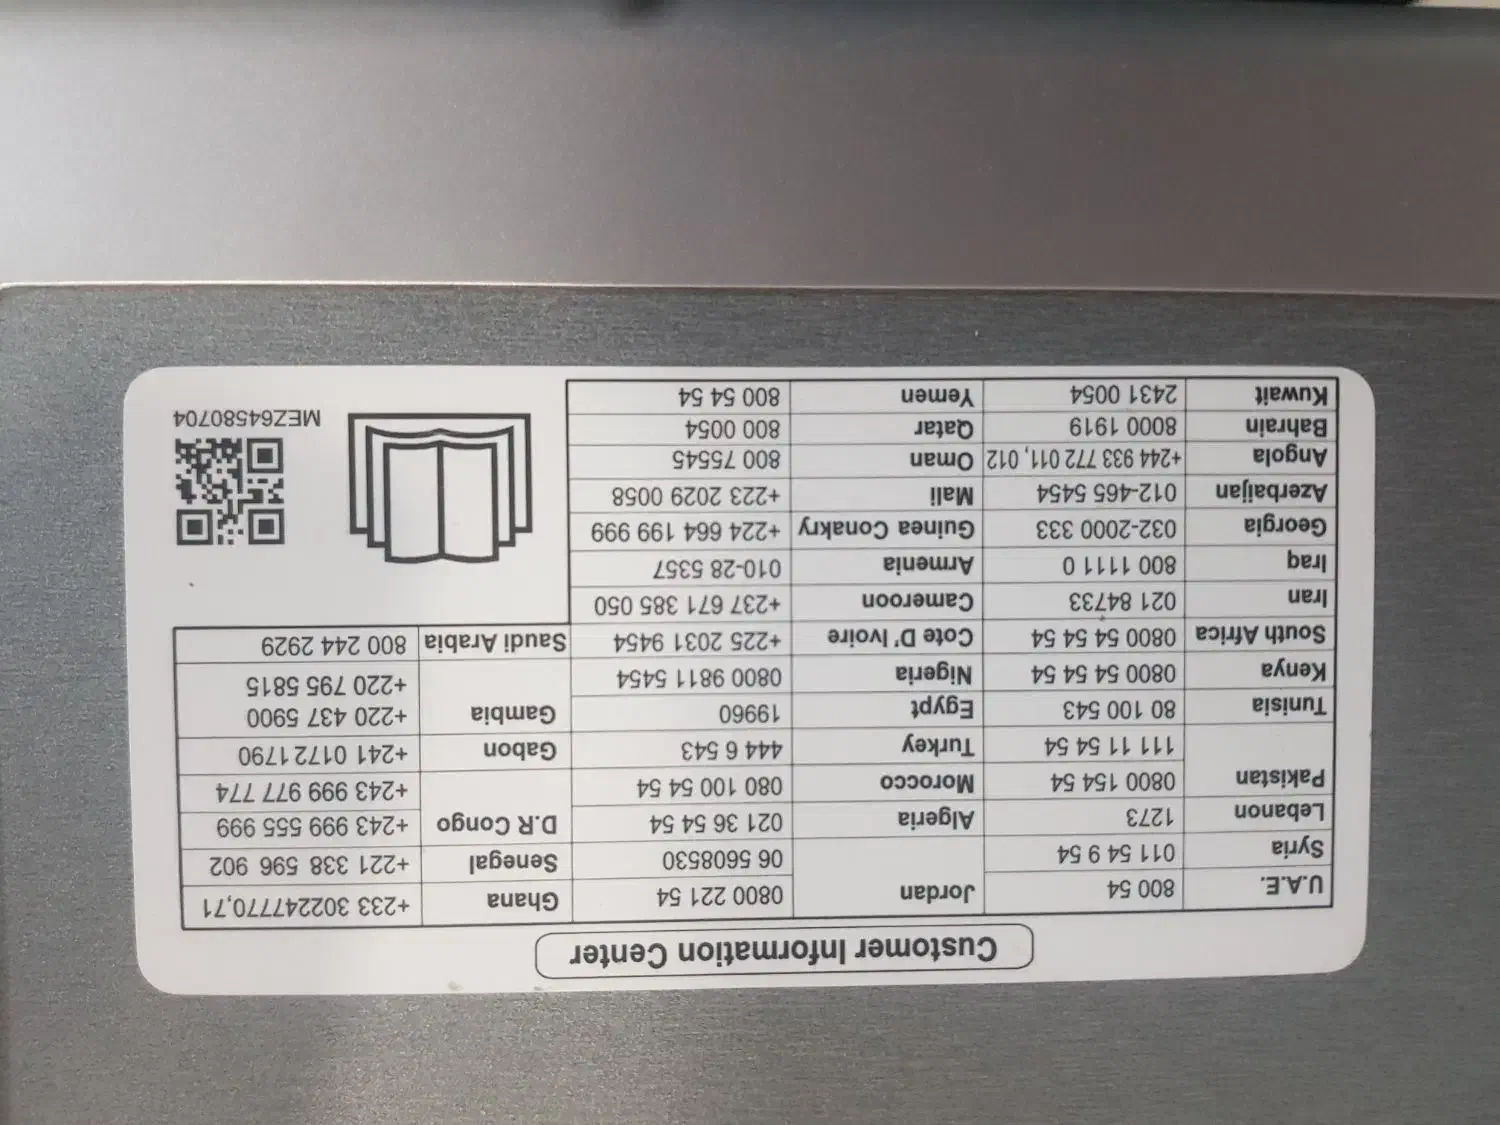 Customer Information Center
U.A.E. 800 54 Jordan 0800 221 54 Ghana +233 302247770,71
Syria 011 54 9 54 06 5608530 Senegal +221 338 596 902
Lebanon 1273 Algeria 021 36 54 54 D.R Congo +243 999 555 999
Pakistan 0800 154 54 Morocco 080 100 54 54 +243 999 977 774
111 11 54 54 Turkey 444 6 543 Gabon +241 01721790
Tunisia 80 100 543 Egypt 19960 Gambia +220 437 5900
Kenya 0800 54 54 54 Nigeria 0800 9811 5454 +220 795 5815
South Africa 0800 54 54 54 Cote D' Ivoire +225 2031 9454 Saudi Arabia 800 244 2929
Iran 021 84733 Cameroon +237 671 385 050
Iraq 800 1111 0 Armenia 010-28 5357
Georgia 032-2000 333 Guinea Conakry +224 664 199 999
Azerbaijan 012-465 5454 Mali +223 2029 0058
Angola +244 933 772 011, 012 Oman 800 75545
Bahrain 8000 1919 Qatar 800 0054
Kuwait 2431 0054 Yemen 800 54 54
MEZ64580704